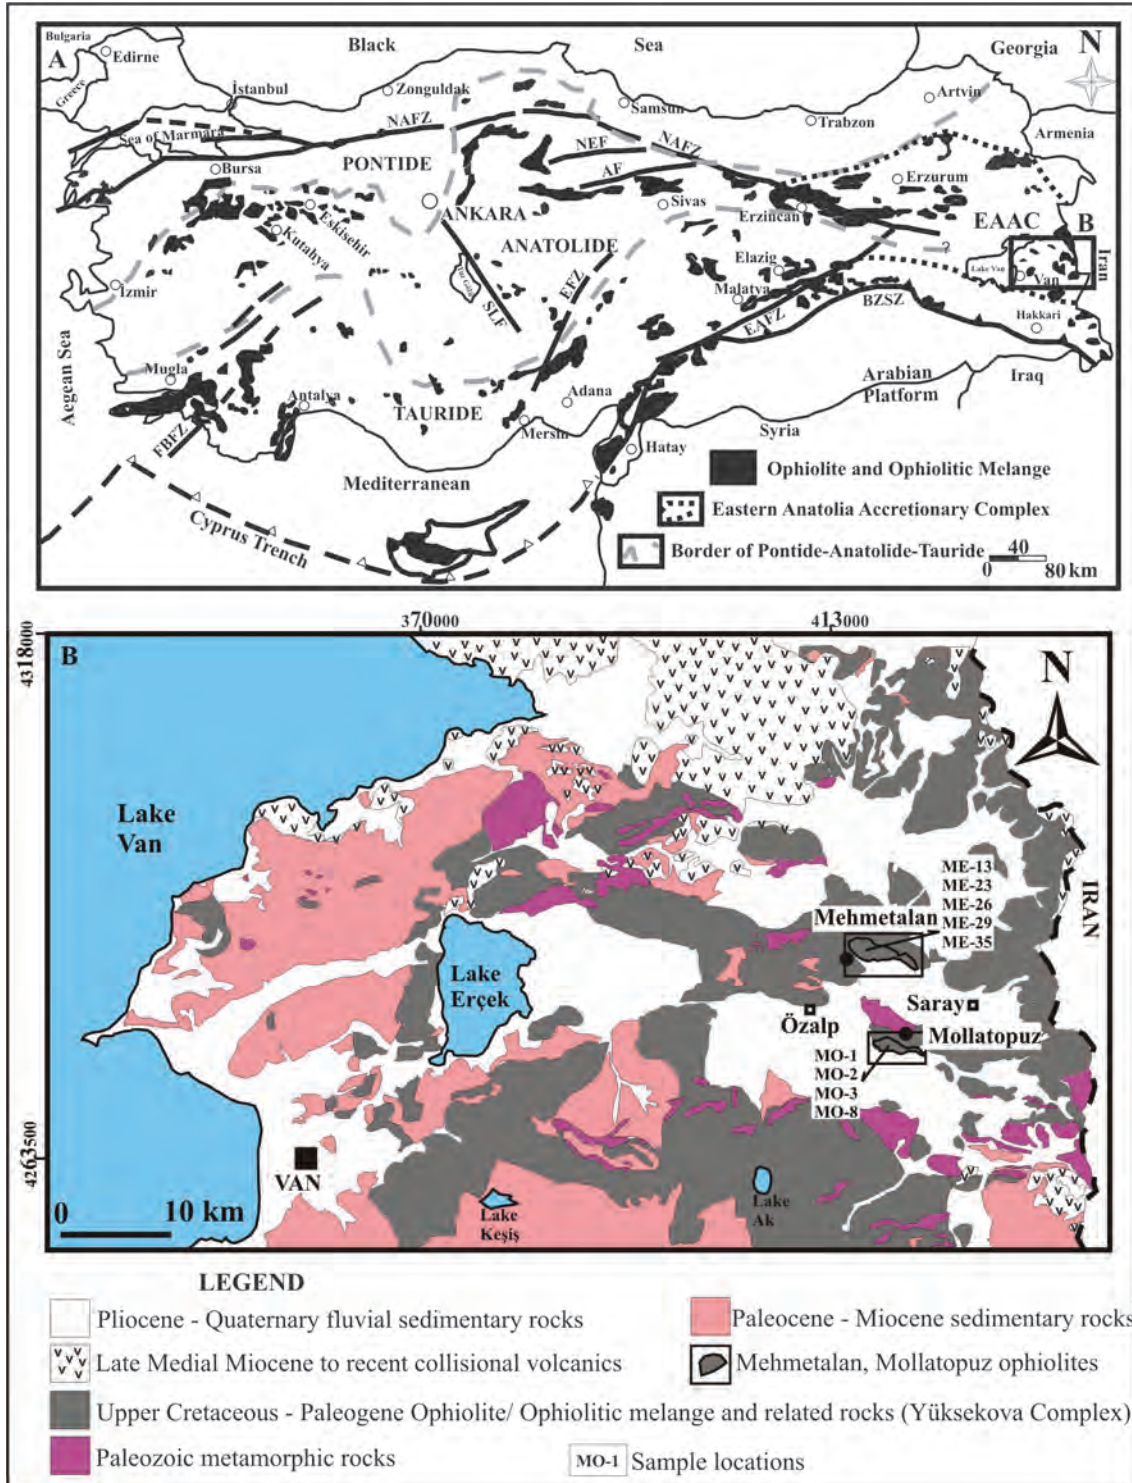 Bulgaria
A
Edirne
Greece
Black Sea
Georgia
N
İstanbul
Zonguldak
Samsun
Artvin
Trabzon
Armenia
Sea of Marmara
NAFZ
NEF
NAFZ
AF
Bursa
PONTIDE
Erzurum
Eskisehir
ANKARA
Sivas
Erzincan
EAAC
B
Kutahya
ANATOLIDE
?
Iran
İzmir
Tuz Gölü
SLF
EFZ
Elazig
Malatya
Lake Van
Van
EAFZ
BZSZ
Hakkari
Aegean Sea
Mugla
Antalya
TAURIDE
Adana
Mersin
Arabian
Platform
Iraq
FBFZ
Hatay
Syria
Mediterranean
Cyprus Trench
Ophiolite and Ophiolitic Melange
Eastern Anatolia Accretionary Complex
Border of Pontide-Anatolide-Tauride
40
0 80 km
370000
413000
4318000
B
N
Lake
Van
ME-13
ME-23
ME-26
ME-29
ME-35
Mehmetalan
IRAN
Lake
Erçek
Saray
Özalp
Mollatopuz
MO-1
MO-2
MO-3
MO-8
4263500
VAN
0 10 km
Lake
Keşiş
Lake
Ak
LEGEND
Pliocene - Quaternary fluvial sedimentary rocks
Paleocene - Miocene sedimentary rocks
Late Medial Miocene to recent collisional volcanics
Mehmetalan, Mollatopuz ophiolites
Upper Cretaceous - Paleogene Ophiolite/ Ophiolitic melange and related rocks (Yüksekova Complex)
Paleozoic metamorphic rocks
MO-1 Sample locations